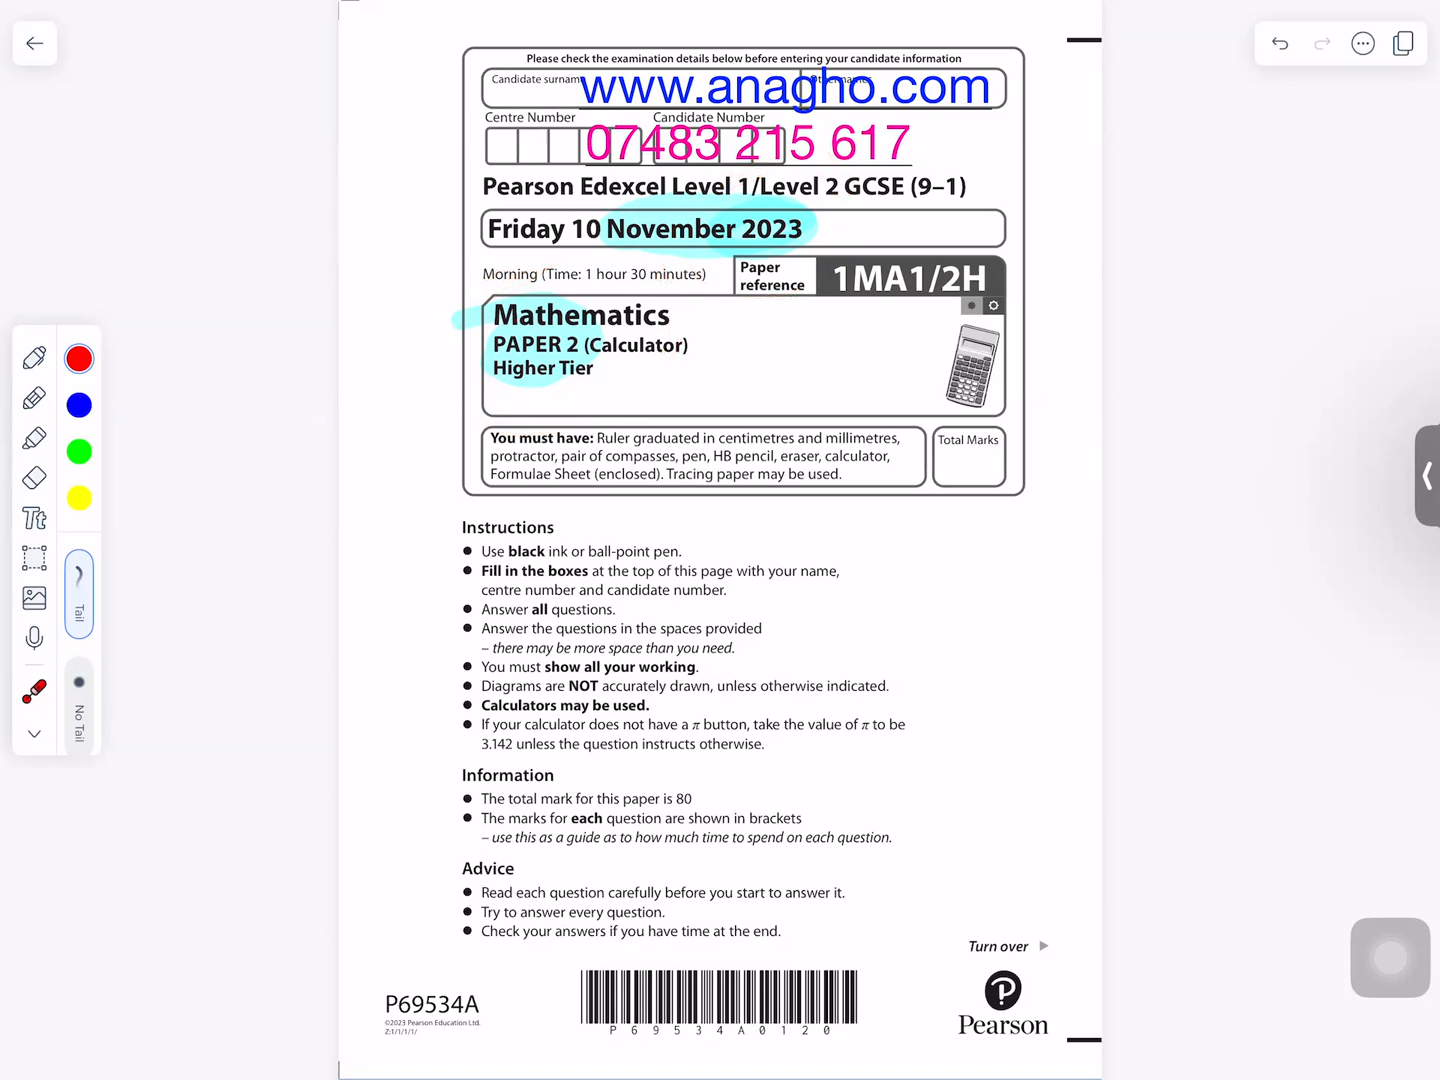 Please check the examination details below before entering your candidate information
Candidate surname
www.anagho.com
Centre Number
Candidate Number
07483 215 617
Pearson Edexcel Level 1/Level 2 GCSE (9–1)
Friday 10 November 2023
Morning (Time: 1 hour 30 minutes)
Paper reference
1MA1/2H
Mathematics
PAPER 2 (Calculator)
Higher Tier
You must have: Ruler graduated in centimetres and millimetres,
protractor, pair of compasses, pen, HB pencil, eraser, calculator,
Formulae Sheet (enclosed). Tracing paper may be used.
Total Marks
Instructions
● Use black ink or ball-point pen.
● Fill in the boxes at the top of this page with your name,
centre number and candidate number.
● Answer all questions.
● Answer the questions in the spaces provided
– there may be more space than you need.
● You must show all your working.
● Diagrams are NOT accurately drawn, unless otherwise indicated.
● Calculators may be used.
● If your calculator does not have a π button, take the value of π to be
3.142 unless the question instructs otherwise.
Information
● The total mark for this paper is 80
● The marks for each question are shown in brackets
– use this as a guide as to how much time to spend on each question.
Advice
● Read each question carefully before you start to answer it.
● Try to answer every question.
● Check your answers if you have time at the end.
Turn over
P69534A
©2023 Pearson Education Ltd.
Z:1/1/1/1/
P 6 9 5 3 4 A 0 1 2 0
Pearson
Tt
Tail
No Tail